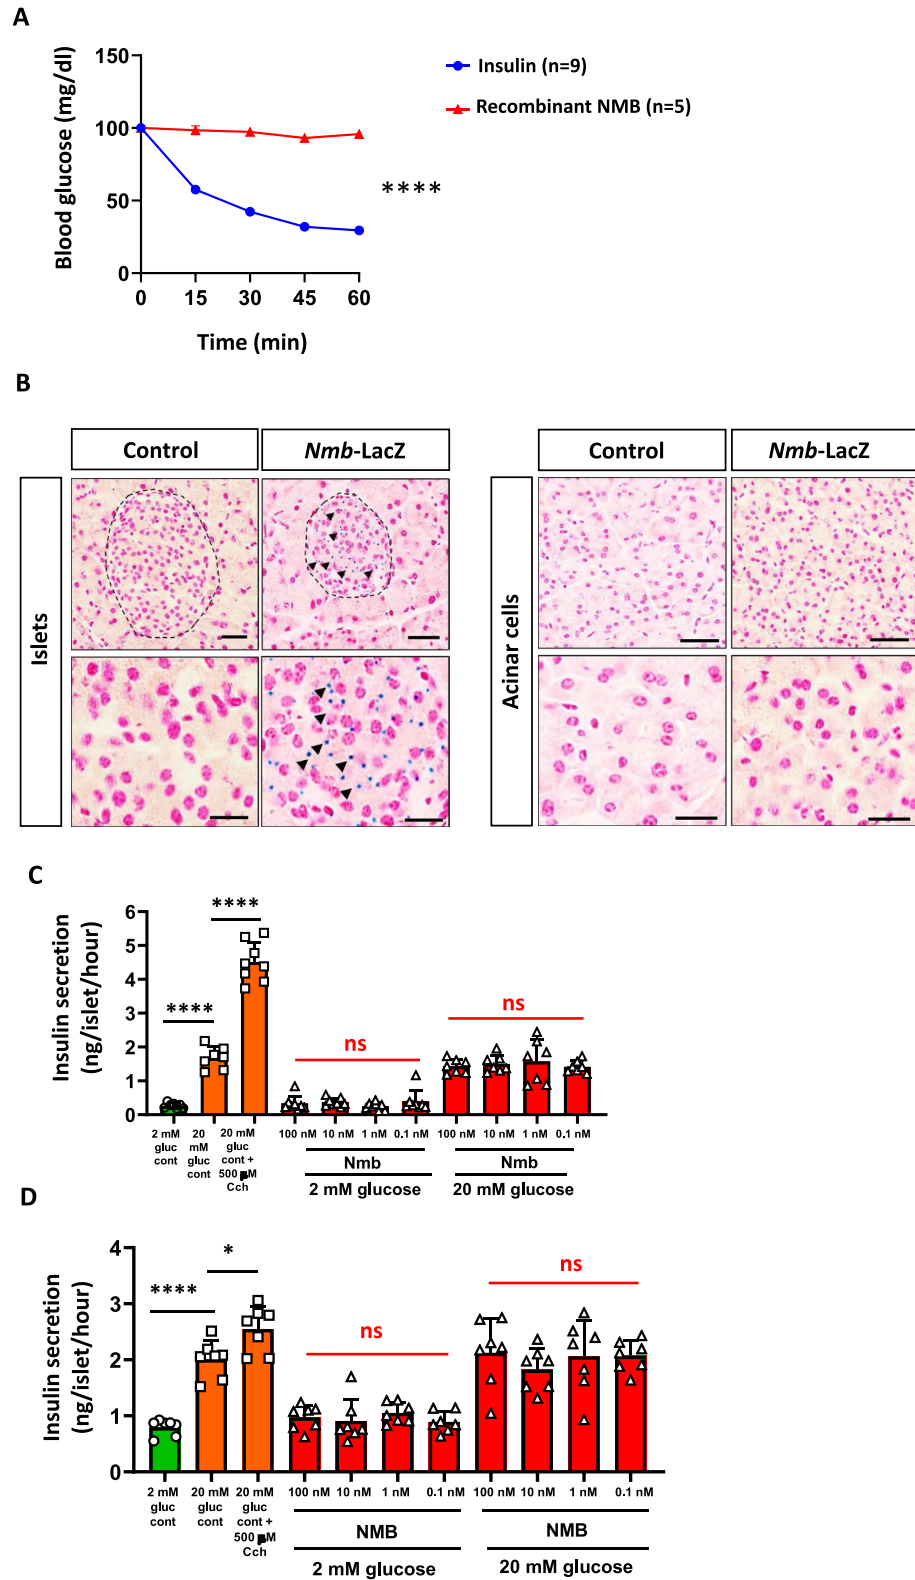 A
Blood glucose (mg/dl)
150
100
50
0
0 15 30 45 60
Time (min)
Insulin (n=9)
Recombinant NMB (n=5)
****
B
Control
Nmb-LacZ
Control
Nmb-LacZ
Islets
Acinar cells
C
Insulin secretion
(ng/islet/hour)
6
5
4
3
2
1
0
****
****
ns
ns
2 mM
gluc
cont
20
mM
gluc
cont
20 mM
gluc
cont +
500 µM
Cch
100 nM 10 nM 1 nM 0.1 nM
Nmb
2 mM glucose
100 nM 10 nM 1 nM 0.1 nM
Nmb
20 mM glucose
D
Insulin secretion
(ng/islet/hour)
4
3
2
1
0
****
*
ns
ns
2 mM
gluc
cont
20 mM
gluc
cont
20 mM
gluc
cont +
500 µM
Cch
100 nM 10 nM 1 nM 0.1 nM
NMB
2 mM glucose
100 nM 10 nM 1 nM 0.1 nM
NMB
20 mM glucose